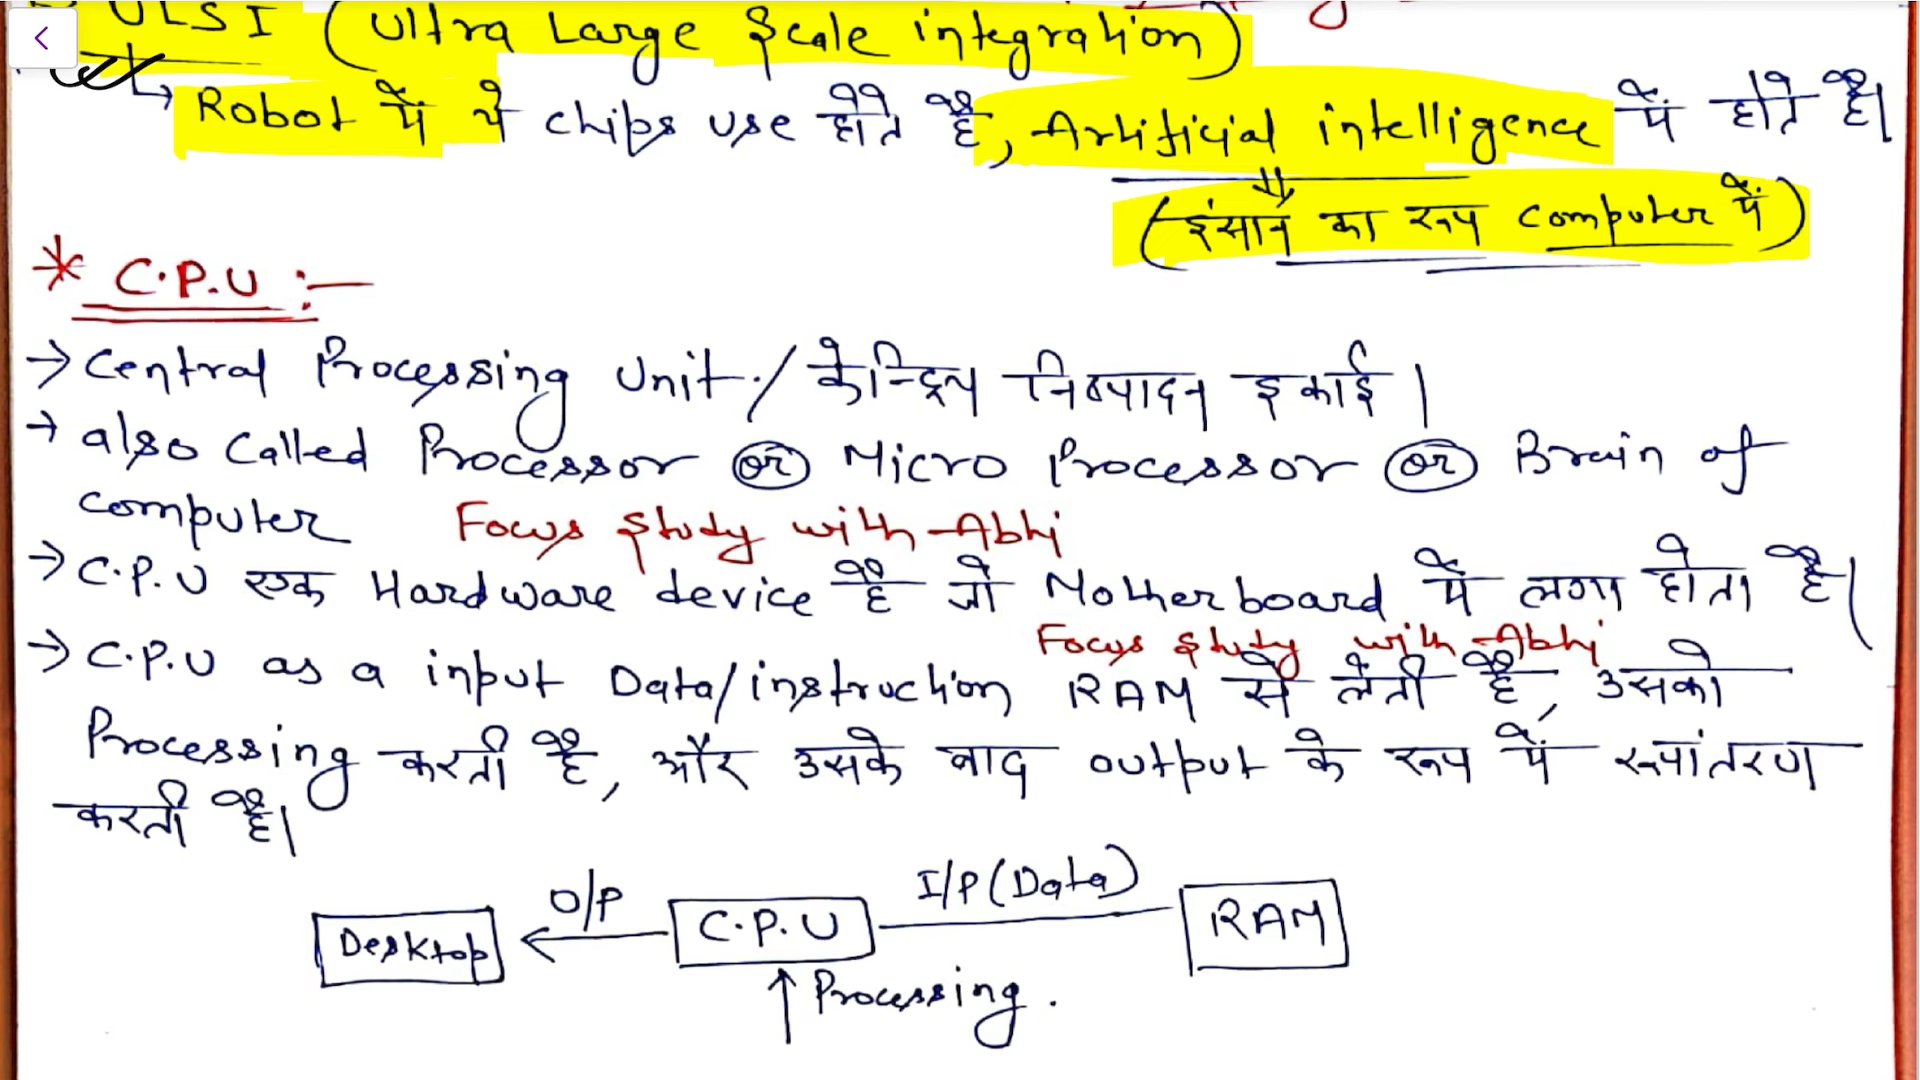 ULSI (Ultra Large Scale integration)
Robot में ये chips use होते है, Artificial intelligence में होते है।
(इंसान का रूप computer में)
* C.P.U :-
→ Central Processing Unit./ केन्द्रिय निष्पादन इकाई।
→ also called Processor or Micro Processor or Brain of
computer Focus study with Abhi
→ C.P.U एक Hardware device है जो Motherboard में लगा होता है।
Focus study with Abhi
→ C.P.U as a input Data/instruction RAM से लेती है, उसको
Processing करती है, और उसके बाद output के रूप में रूपांतरण
करती है।
Desktop ← O/P C.P.U I/P (Data) RAM
↑ Processing.